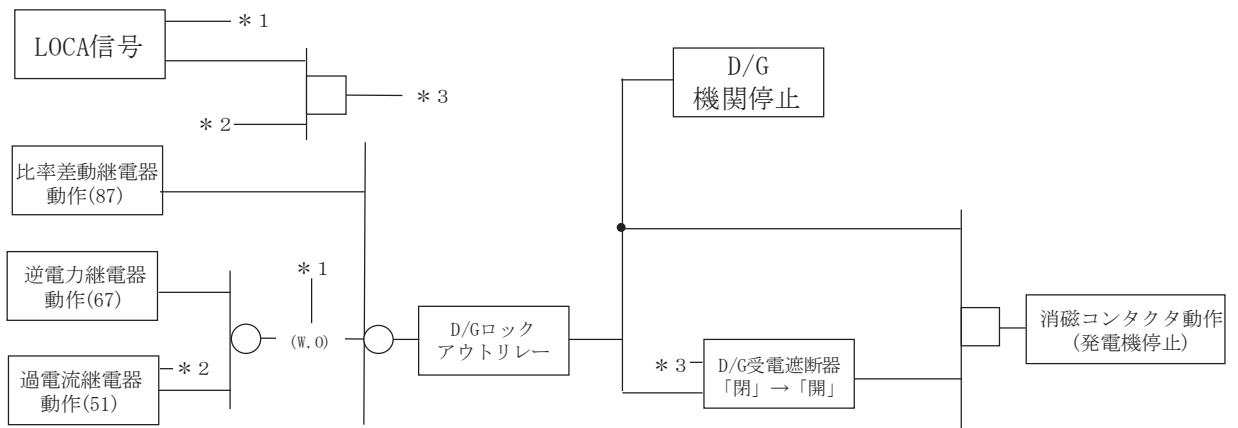 LOCA信号
＊1
＊3
＊2
D/G
機関停止
比率差動継電器
動作(87)
逆電力継電器
動作(67)
＊1
(W.O)
D/Gロック
アウトリレー
消磁コンタクタ動作
(発電機停止)
過電流継電器
動作(51)
＊2
＊3
D/G受電遮断器
「閉」→「開」